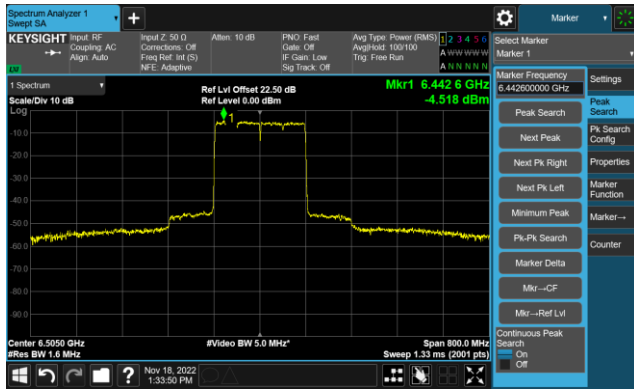 Spectrum Analyzer 1
Swept SA
Marker
KEYSIGHT
Input: RF
Coupling: AC
Align: Auto
Input Z: 50 Ω
Corrections: Off
Freq Ref: Int (S)
NFE: Adaptive
Atten: 10 dB
PNO: Fast
Gate: Off
IF Gain: Low
Sig Track: Off
Avg Type: Power (RMS)
Avg|Hold: 100/100
Trig: Free Run
1 2 3 4 5 6
A W W W W W
A N N N N N
Select Marker
Marker 1
1 Spectrum
Scale/Div 10 dB
Log
Ref Lvl Offset 22.50 dB
Ref Level 0.00 dBm
Mkr1 6.442 6 GHz
-4.518 dBm
1
-10.0
-20.0
-30.0
-40.0
-50.0
-60.0
-70.0
-80.0
-90.0
Center 6.5050 GHz
#Res BW 1.6 MHz
#Video BW 5.0 MHz*
Span 800.0 MHz
Sweep 1.33 ms (2001 pts)
Marker Frequency
6.442600000 GHz
Peak Search
Next Peak
Next Pk Right
Next Pk Left
Minimum Peak
Pk-Pk Search
Marker Delta
Mkr→CF
Mkr→Ref Lvl
Continuous Peak
Search
On
Off
Settings
Peak
Search
Pk Search
Config
Properties
Marker
Function
Marker→
Counter
?
Nov 18, 2022
1:33:50 PM